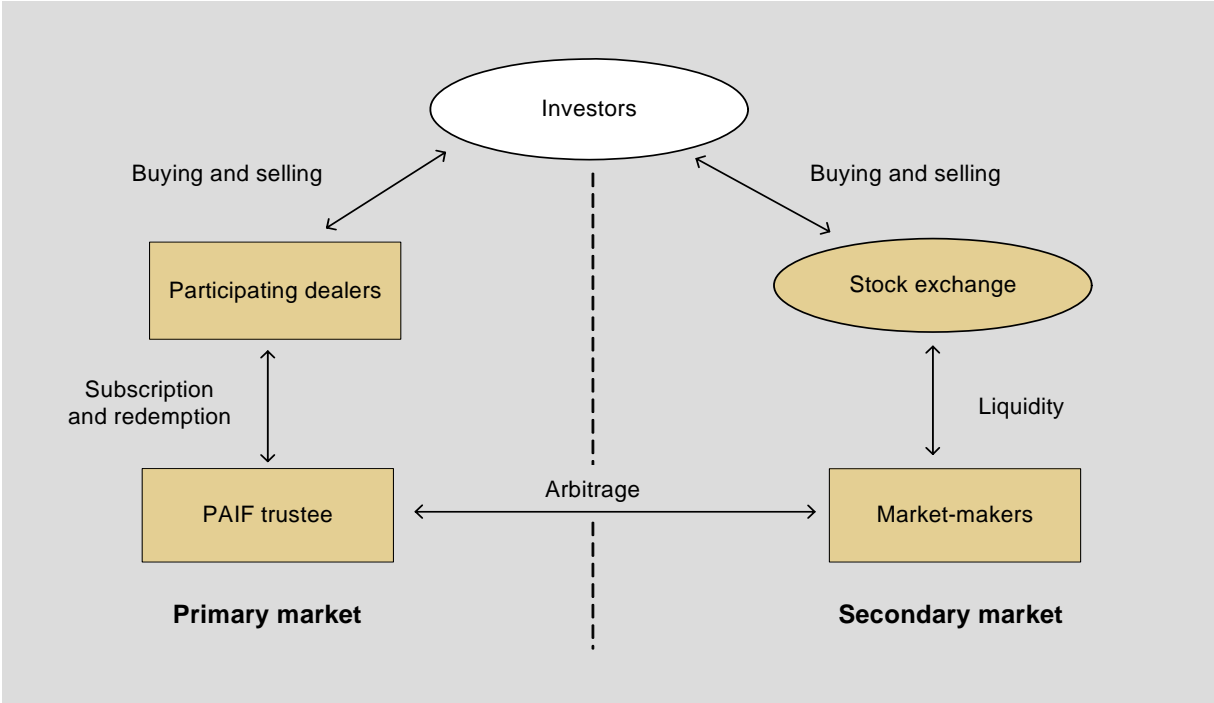 Investors
Buying and selling
Buying and selling
Participating dealers
Stock exchange
Subscription
and redemption
Liquidity
Arbitrage
PAIF trustee
Market-makers
Primary market
Secondary market